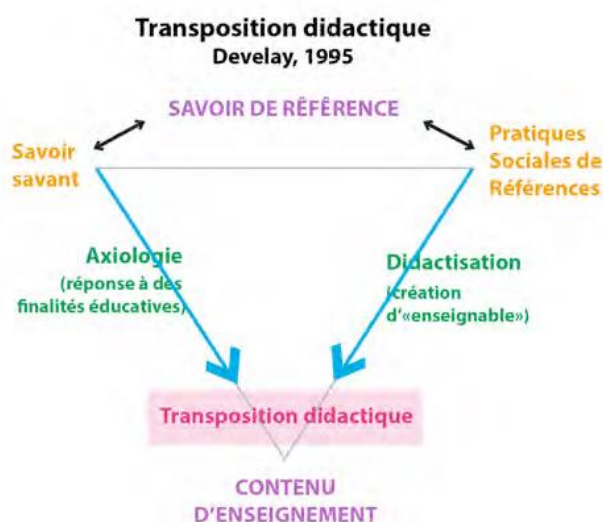 Transposition didactique
Develay, 1995
SAVOIR DE RÊFÊRENCE
Savoir
savant
Pratiques
Sociales de
Références
Axiologie
(réponse à des
finalités éducatives)
Didactisation
(création
d'«enseignable»)
Transposition didactique
CONTENU
D'ENSEIGNEMENT